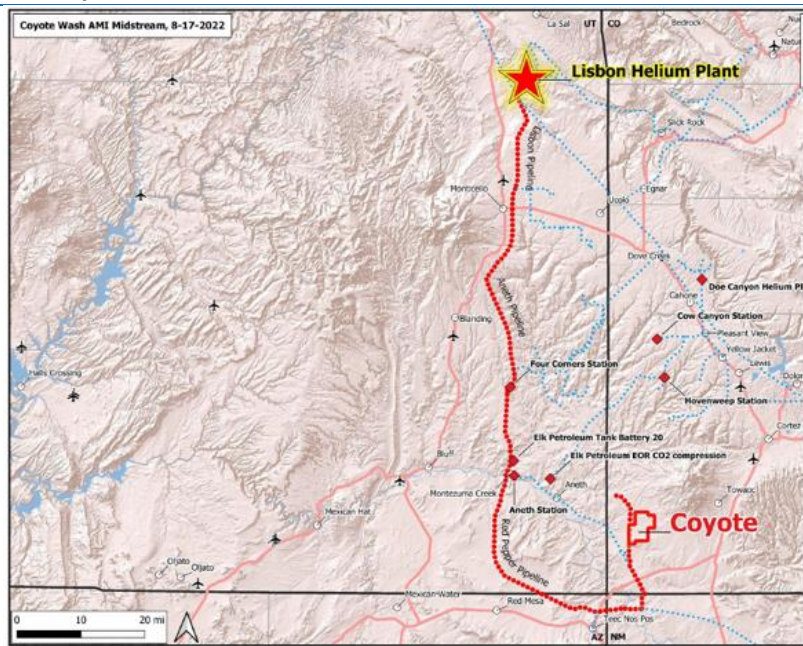 Coyote Wash AMI Midstream, 8-17-2022
La Sal
UT
CO
Bedrock
Lisbon Helium Plant
Slick Rock
Lisbon Pipeline
Monticello
Egnar
Ucolo
Dove Creek
Aneth Pipeline
Doe Canyon Helium Pl
Cahone
Blanding
Cow Canyon Station
Pleasant View
Yellow Jacket
Lewis
Halls Crossing
Four Corners Station
Hovenweep Station
Cortez
Elk Petroleum Tank Battery 20
Bluff
Elk Petroleum EOR CO2 compression
Towaoc
Montezuma Creek
Aneth
Aneth Station
Mexican Hat
Coyote
Red Pepper Pipeline
Oljato
Oljato
Mexican Water
Red Mesa
Teec Nos Pos
AZ
NM
0 10 20 mi